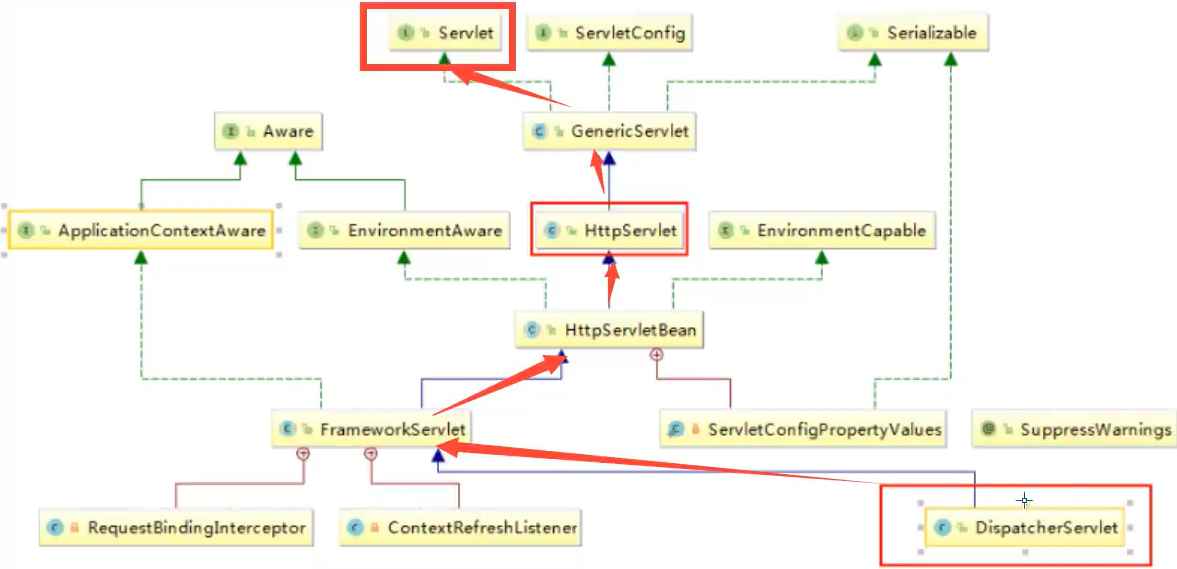 Servlet
ServletConfig
Serializable
Aware
GenericServlet
ApplicationContextAware
EnvironmentAware
HttpServlet
EnvironmentCapable
HttpServletBean
FrameworkServlet
ServletConfigPropertyValues
SuppressWarnings
RequestBindingInterceptor
ContextRefreshListener
DispatcherServlet